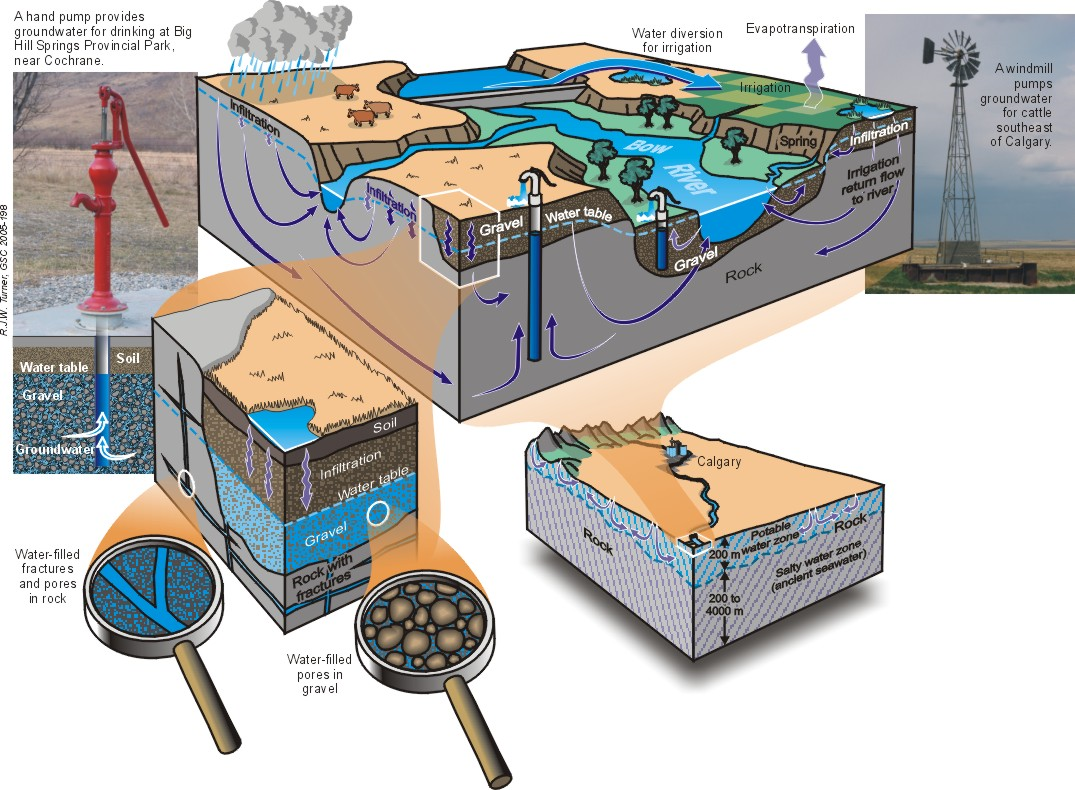 A hand pump provides
groundwater for drinking at Big
Hill Springs Provincial Park,
near Cochrane.
Water diversion
for irrigation
Evapotranspiration
A windmill
pumps
groundwater
for cattle
southeast
of Calgary.
Infiltration
Irrigation
Spring
Infiltration
Bow
River
Irrigation
return flow
to river
Infiltration
Gravel
Water table
Gravel
Rock
R.J.W. Turner, GSC 2005-198
Water table
Soil
Gravel
Groundwater
Soil
Infiltration
Water table
Gravel
Rock with
fractures
Water-filled
fractures
and pores
in rock
Water-filled
pores in
gravel
Calgary
Rock
Potable
water zone
Rock
200 m
Salty water zone
(ancient seawater)
200 to
4000 m